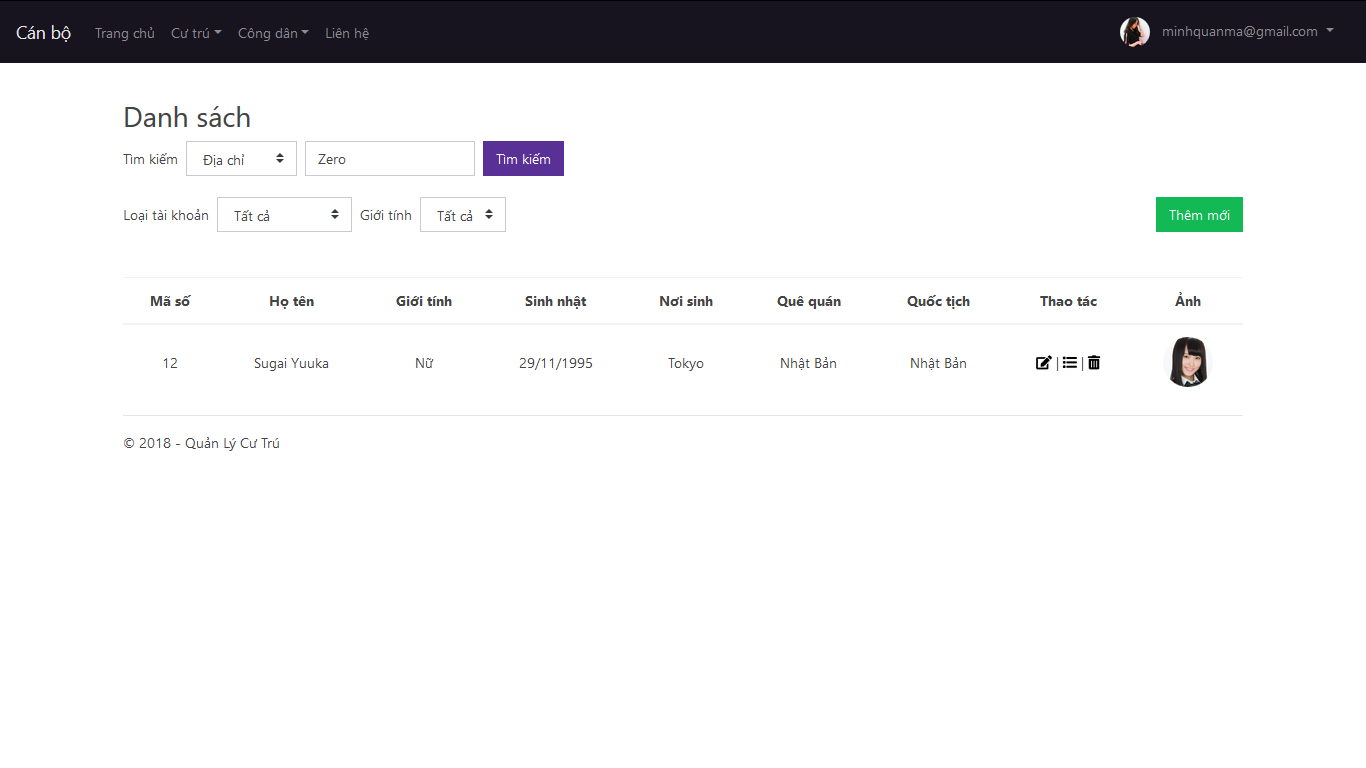 Cán bộ Trang chủ Cư trú Công dân Liên hệ minhquanma@gmail.com
Danh sách
Tìm kiếm Địa chỉ Zero Tìm kiếm
Loại tài khoản Tất cả Giới tính Tất cả Thêm mới
Mã số Họ tên Giới tính Sinh nhật Nơi sinh Quê quán Quốc tịch Thao tác Ảnh
12 Sugai Yuuka Nữ 29/11/1995 Tokyo Nhật Bản Nhật Bản | |
© 2018 - Quản Lý Cư Trú